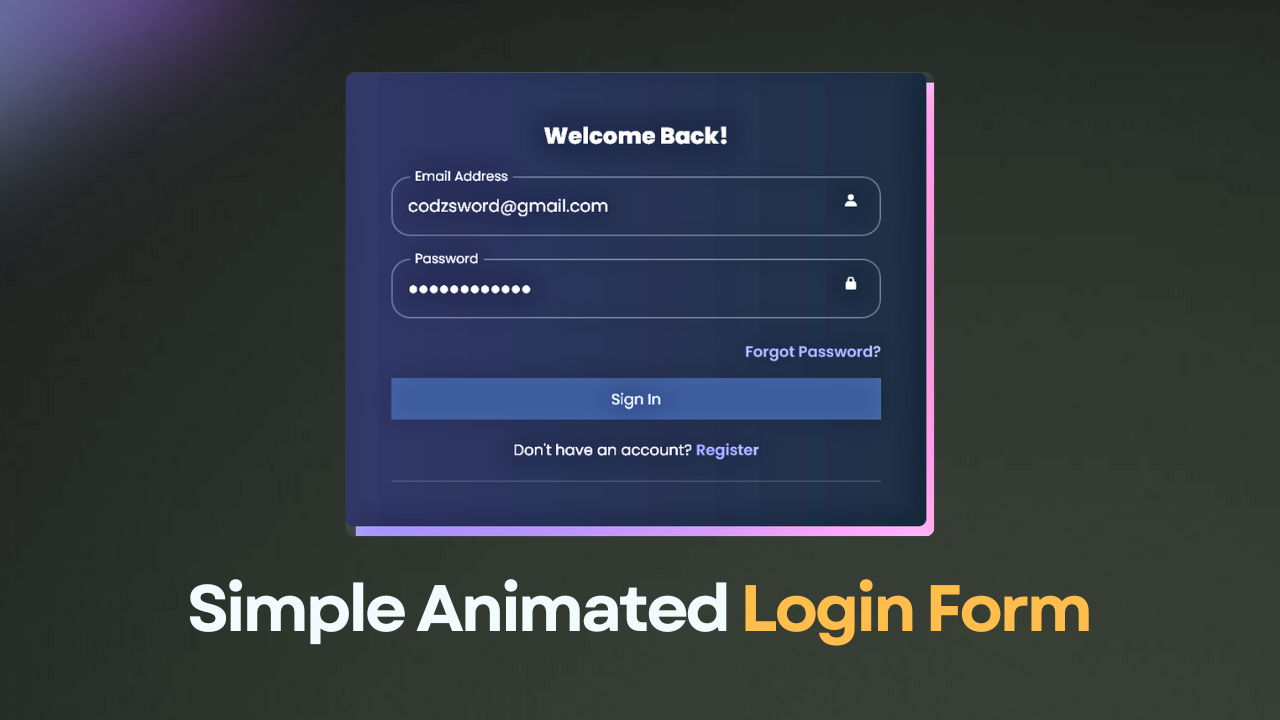 Welcome Back!
Email Address
codzsword@gmail.com
Password
●●●●●●●●●●●●
Forgot Password?
Sign In
Don't have an account? Register
Simple Animated Login Form